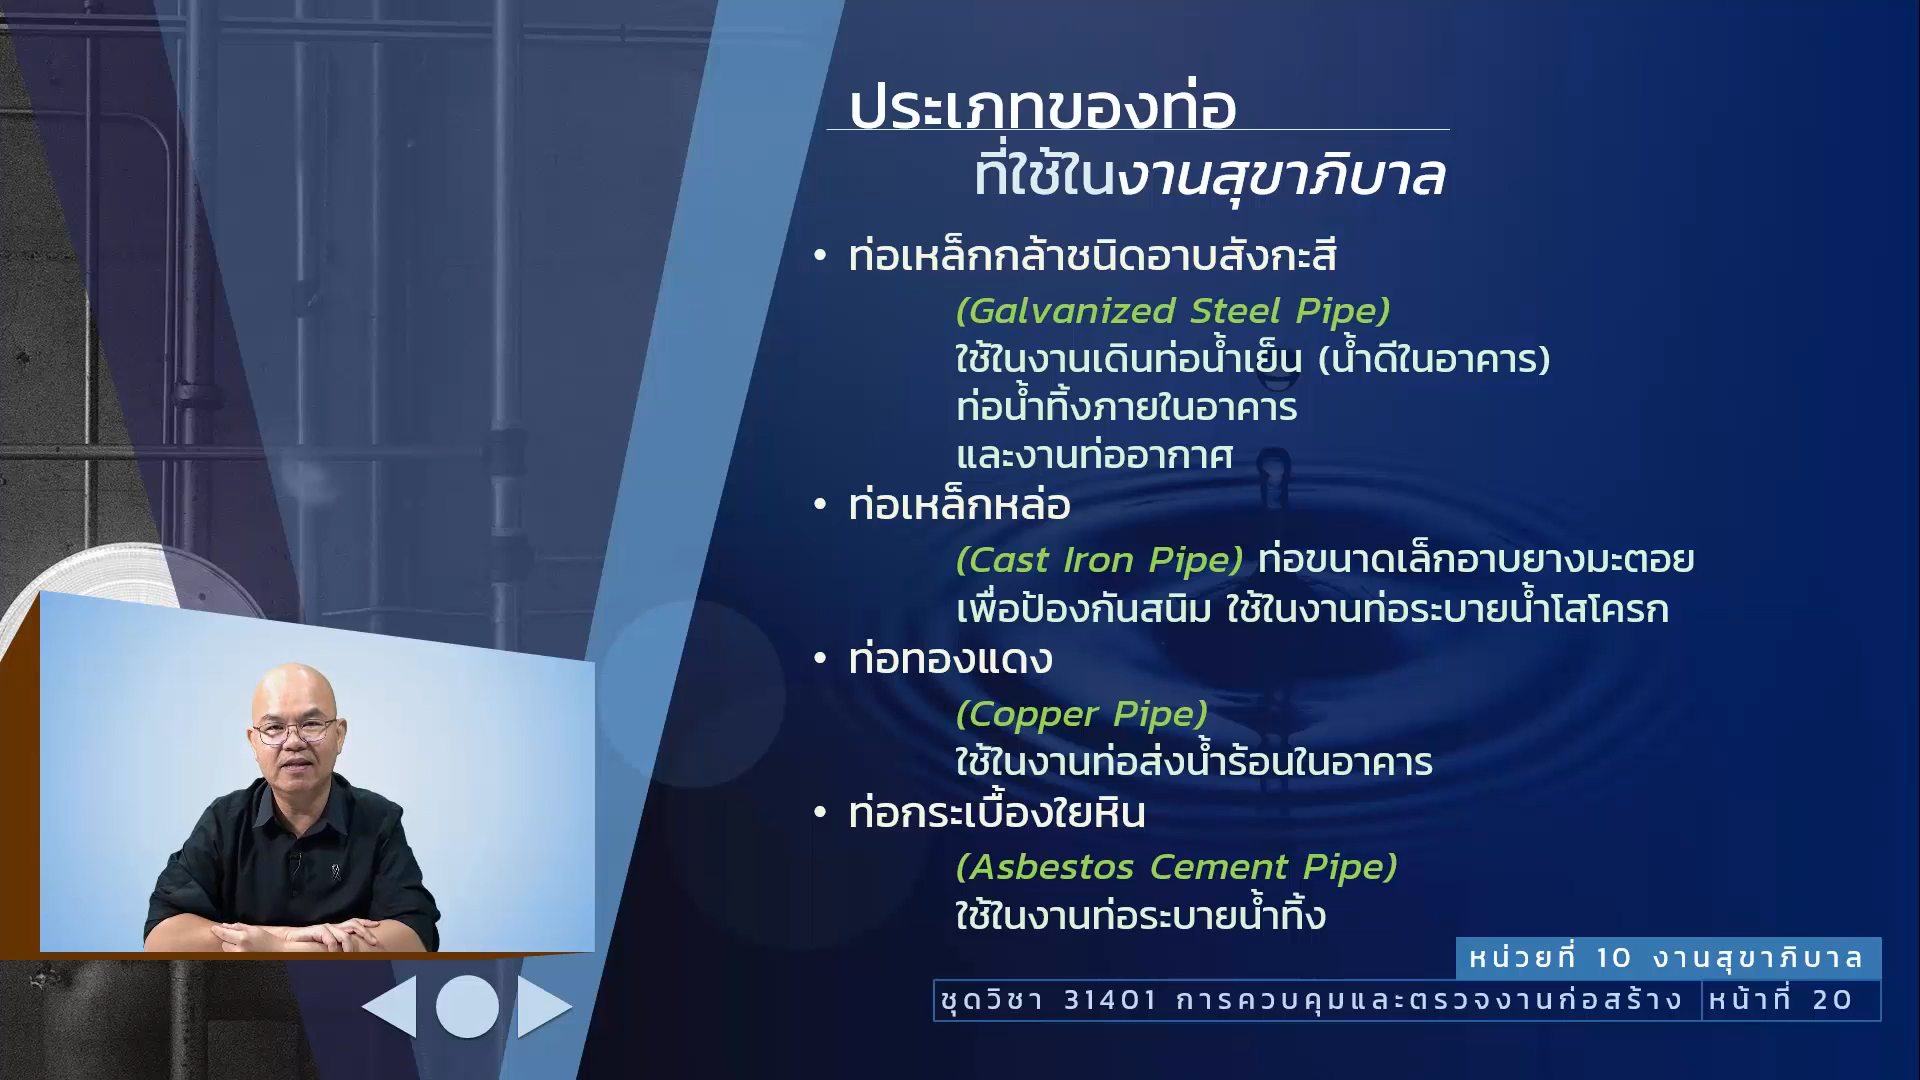 ประเภทของท่อ
ที่ใช้ในงานสุขาภิบาล
• ท่อเหล็กกล้าชนิดอาบสังกะสี
(Galvanized Steel Pipe)
ใช้ในงานเดินท่อน้ำเย็น (น้ำดีในอาคาร)
ท่อน้ำทิ้งภายในอาคาร
และงานท่ออากาศ
• ท่อเหล็กหล่อ
(Cast Iron Pipe) ท่อขนาดเล็กอาบยางมะตอย
เพื่อป้องกันสนิม ใช้ในงานท่อระบายน้ำโสโครก
• ท่อทองแดง
(Copper Pipe)
ใช้ในงานท่อส่งน้ำร้อนในอาคาร
• ท่อกระเบื้องใยหิน
(Asbestos Cement Pipe)
ใช้ในงานท่อระบายน้ำทิ้ง
หน่วยที่ 10 งานสุขาภิบาล
ชุดวิชา 31401 การควบคุมและตรวจงานก่อสร้าง หน้าที่ 20